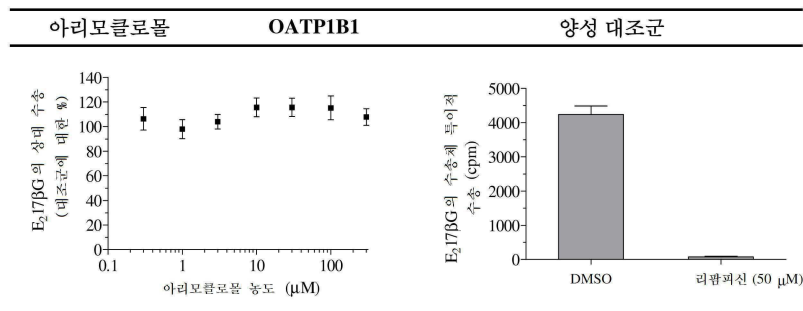 아리모클로몰 OATP1B1 양성 대조군
E₂17βG의 상대 수송
(대조군에 대한 %)
140
120
100
80
60
40
20
0
0.1 1 10 100
아리모클로몰 농도 (μM)
E₂17βG의 수송체 특이적
수송 (cpm)
5000
4000
3000
2000
1000
0
DMSO 리팜피신 (50 μM)